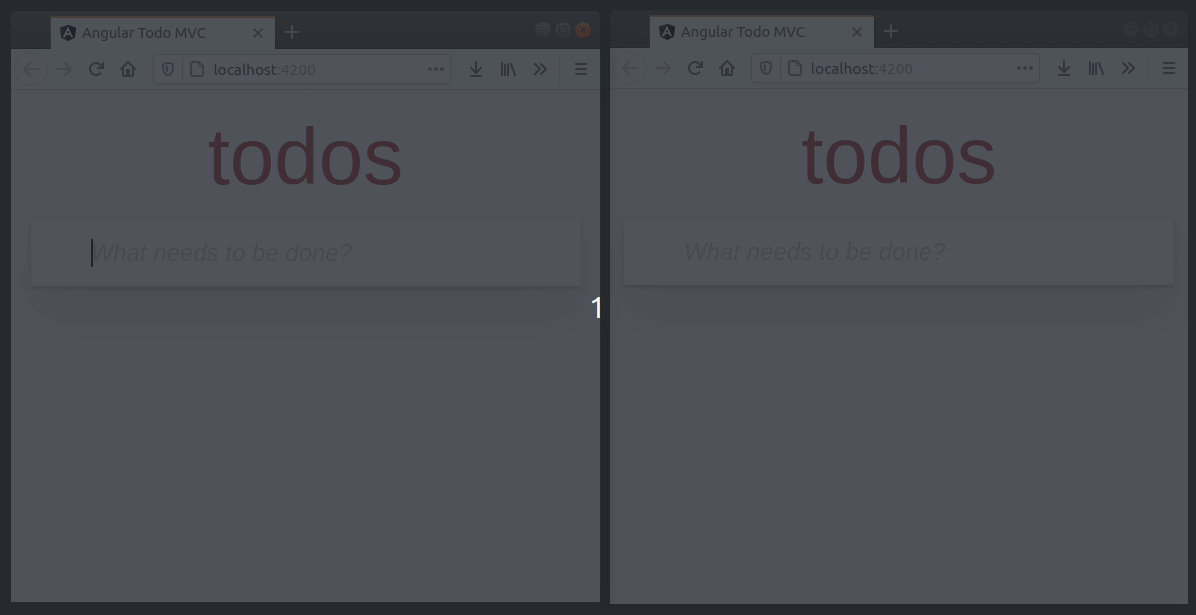 Angular Todo MVC
localhost:4200
todos
What needs to be done?
1
Angular Todo MVC
localhost:4200
todos
What needs to be done?